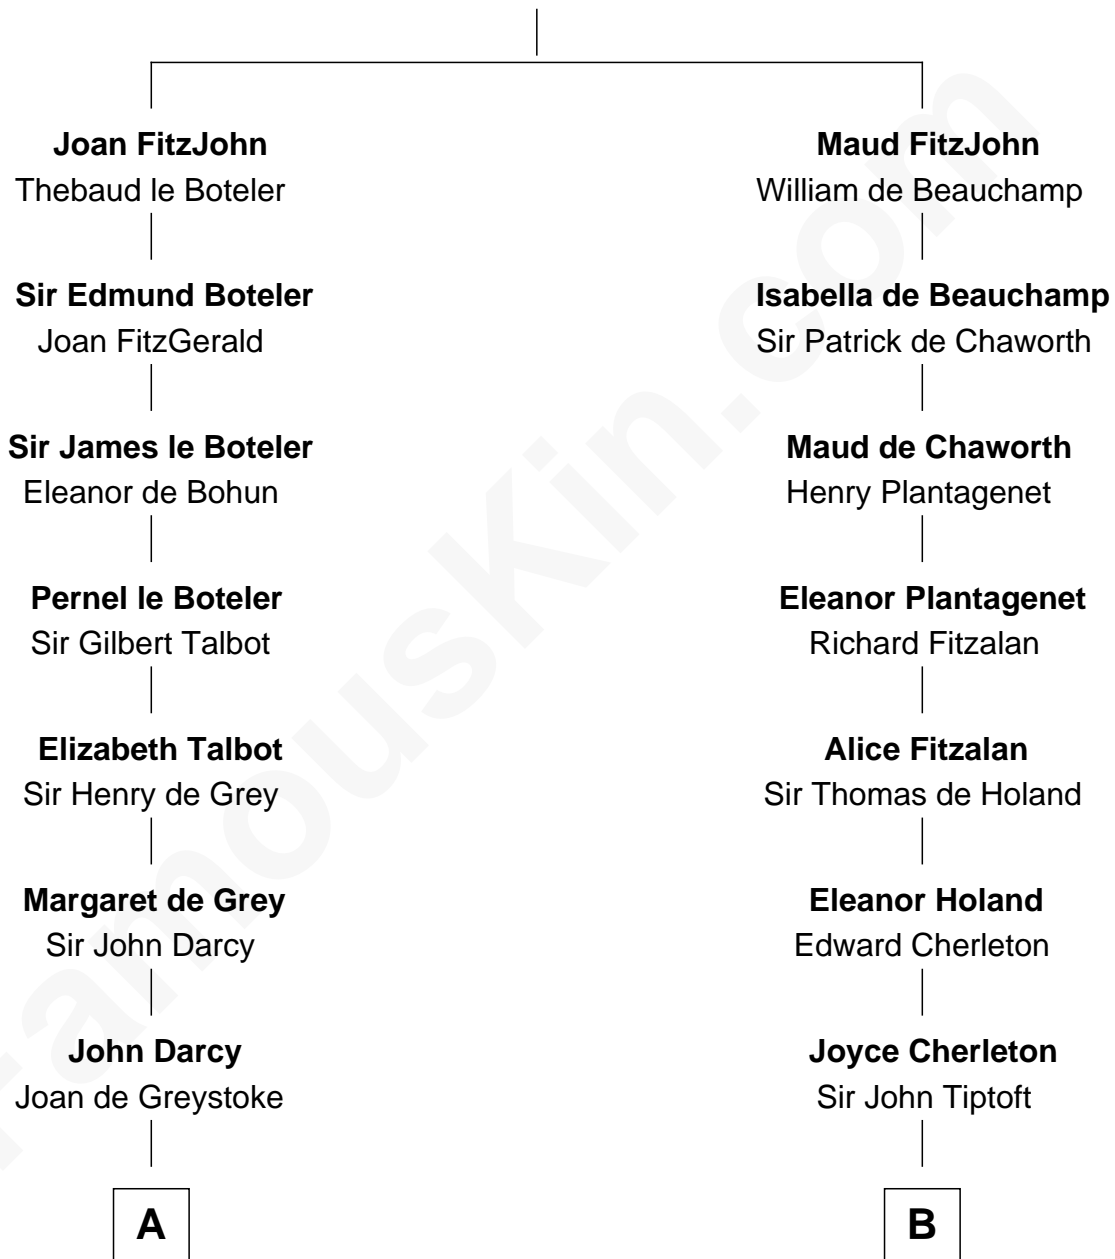 Joan FitzJohn
Thebaud le Boteler
Sir Edmund Boteler
Joan FitzGerald
Sir James le Boteler
Eleanor de Bohun
Pernel le Boteler
Sir Gilbert Talbot
Elizabeth Talbot
Sir Henry de Grey
Margaret de Grey
Sir John Darcy
John Darcy
Joan de Greystoke
A
Maud FitzJohn
William de Beauchamp
Isabella de Beauchamp
Sir Patrick de Chaworth
Maud de Chaworth
Henry Plantagenet
Eleanor Plantagenet
Richard Fitzalan
Alice Fitzalan
Sir Thomas de Holand
Eleanor Holand
Edward Cherleton
Joyce Cherleton
Sir John Tiptoft
B
FamousKin.com